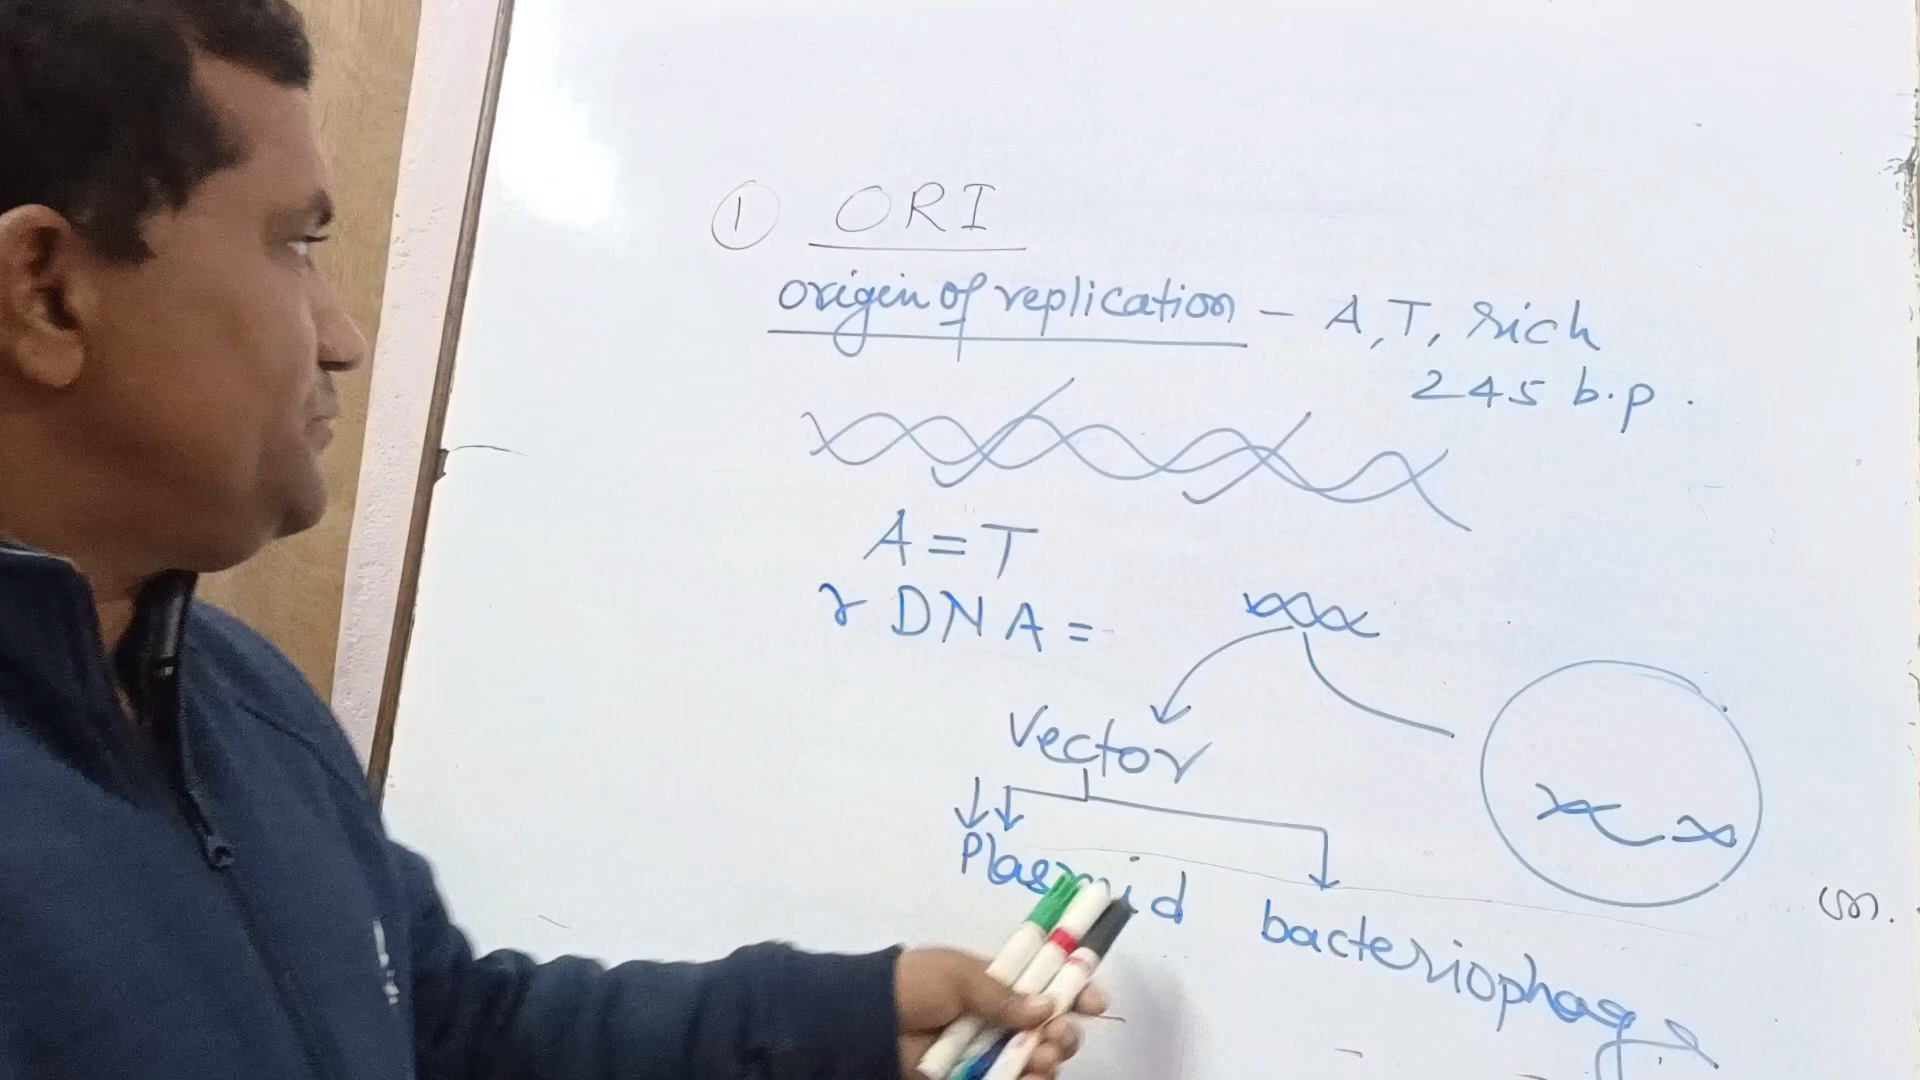 ① ORI
origin of replication - A, T, rich
245 b.p.
A = T
r DNA =
Vector
Plasmid bacteriophage